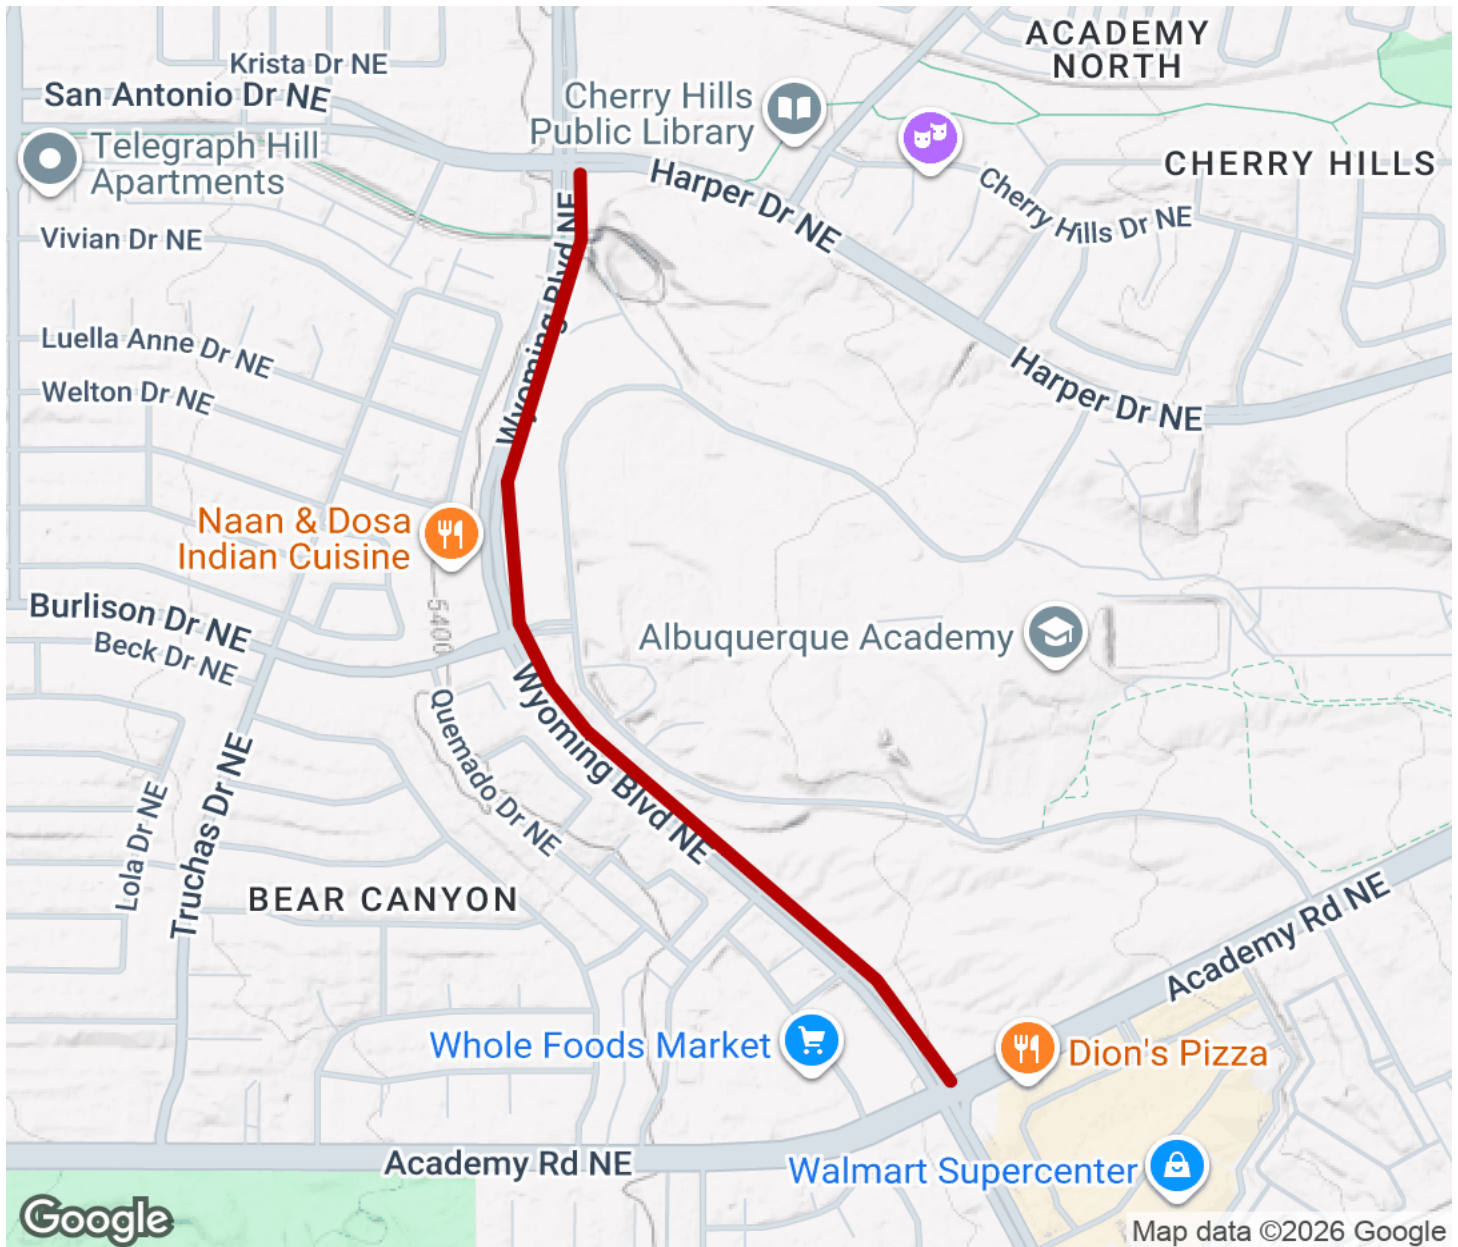 ACADEMY
NORTH
Krista Dr NE
San Antonio Dr NE
Cherry Hills
Public Library
Telegraph Hill
Apartments
CHERRY HILLS
Harper Dr NE
Cherry Hills Dr NE
Vivian Dr NE
Wyoming Blvd NE
Luella Anne Dr NE
Welton Dr NE
Harper Dr NE
Naan & Dosa
Indian Cuisine
5400
Burlison Dr NE
Beck Dr NE
Albuquerque Academy
Quemado Dr NE
Wyoming Blvd NE
Lola Dr NE
Truchas Dr NE
BEAR CANYON
Academy Rd NE
Whole Foods Market
Dion's Pizza
Academy Rd NE
Walmart Supercenter
Google
Map data ©2026 Google